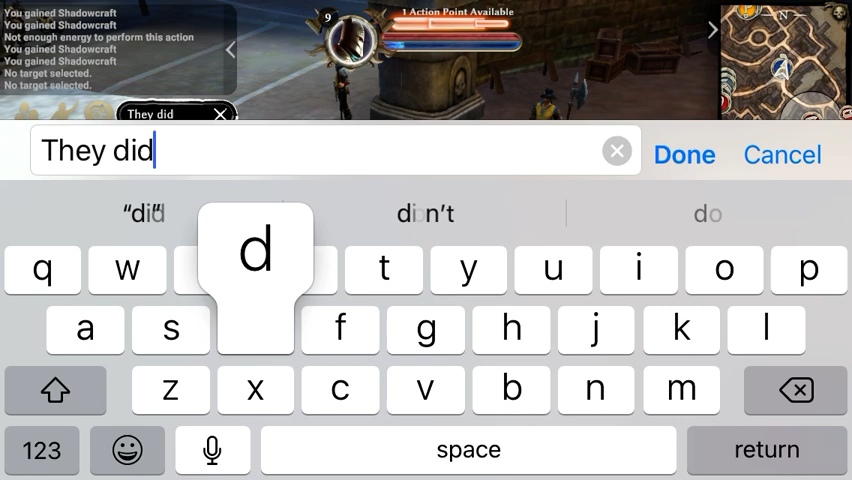 You gained Shadowcraft
You gained Shadowcraft
Not enough energy to perform this action
You gained Shadowcraft
You gained Shadowcraft
No target selected.
No target selected.
9
1 Action Point Available
N
They did
They did
Done
Cancel
"did"
didn't
do
d
q w t y u i o p
a s f g h j k l
z x c v b n m
123
space
return